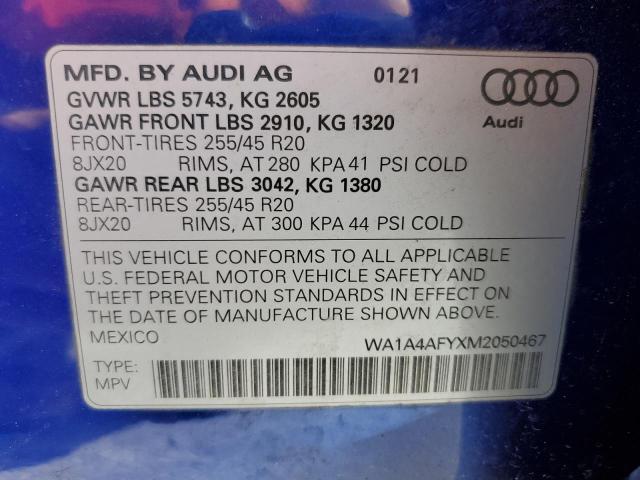 MFD. BY AUDI AG 0121
GVWR LBS 5743, KG 2605
GAWR FRONT LBS 2910, KG 1320
Audi
FRONT-TIRES 255/45 R20
8JX20 RIMS, AT 280 KPA 41 PSI COLD
GAWR REAR LBS 3042, KG 1380
REAR-TIRES 255/45 R20
8JX20 RIMS, AT 300 KPA 44 PSI COLD
THIS VEHICLE CONFORMS TO ALL APPLICABLE
U.S. FEDERAL MOTOR VEHICLE SAFETY AND
THEFT PREVENTION STANDARDS IN EFFECT ON
THE DATE OF MANUFACTURE SHOWN ABOVE.
MEXICO WA1A4AFYXM2050467
TYPE:
MPV